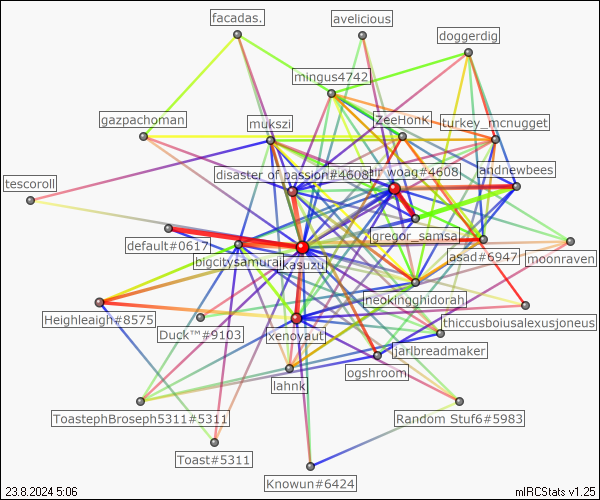 facadas.
avelicious
doggerdig
mingus4742
gazpachoman
mukszi
ZeeHonK
turkey_mcnugget
disaster of passion#4608
woag#4608
andnewbees
tescoroll
default#0617
gregor_samsa
bigcitysamurai
kasuzu
asad#6947
moonraven
neokingghidorah
Heighleaigh#8575
Duck™#9103
xenoyaut
thiccusboiusalexusjoneus
jaribreadmaker
lahnk
ogshroom
ToastephBroseph5311#5311
Random Stuf6#5983
Toast#5311
Knowun#6424
23.8.2024 5:06
mIRCStats v1.25